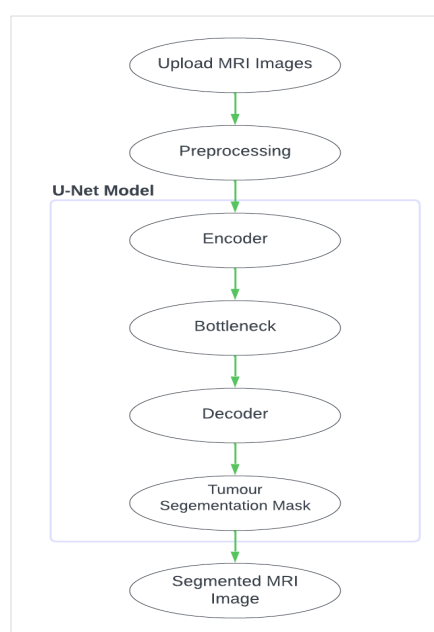 Upload MRI Images
Preprocessing
U-Net Model
Encoder
Bottleneck
Decoder
Tumour
Segementation Mask
Segmented MRI
Image